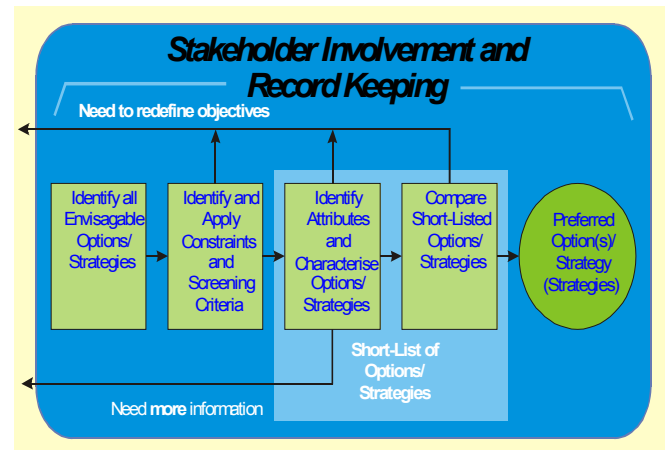 Stakeholder Involvement and
Record Keeping
Need to redefine objectives
Identify all
Envisagable
Options/
Strategies
Identify and
Apply
Constraints
and
Screening
Criteria
Identify
Attributes
and
Characterise
Options/
Strategies
Compare
Short-Listed
Options/
Strategies
Preferred
Option(s)/
Strategy
(Strategies)
Short-List of
Options/
Strategies
Need more information